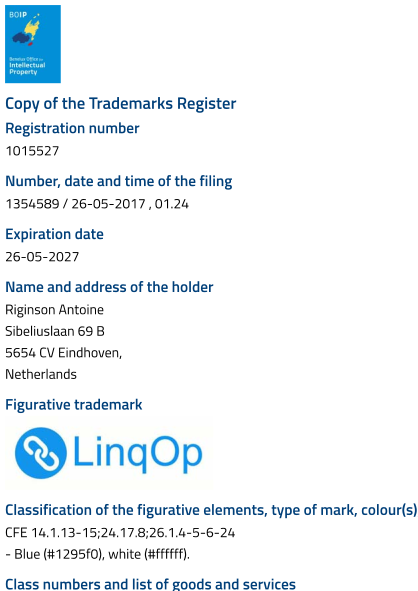 BOIP
Benelux Office for
Intellectual
Property
Copy of the Trademarks Register
Registration number
1015527
Number, date and time of the filing
1354589 / 26-05-2017 , 01.24
Expiration date
26-05-2027
Name and address of the holder
Riginson Antoine
Sibeliuslaan 69 B
5654 CV Eindhoven,
Netherlands
Figurative trademark
LinqOp
Classification of the figurative elements, type of mark, colour(s)
CFE 14.1.13-15;24.17.8;26.1.4-5-6-24
- Blue (#1295f0), white (#ffffff).
Class numbers and list of goods and services